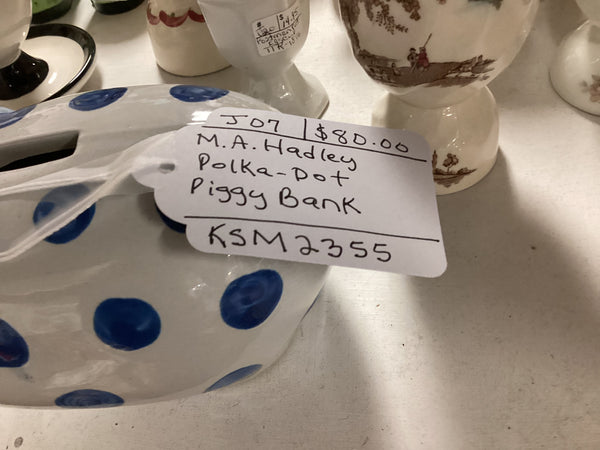 J07 $80.00
M.A. Hadley
Polka-Dot
Piggy Bank
KSM2355